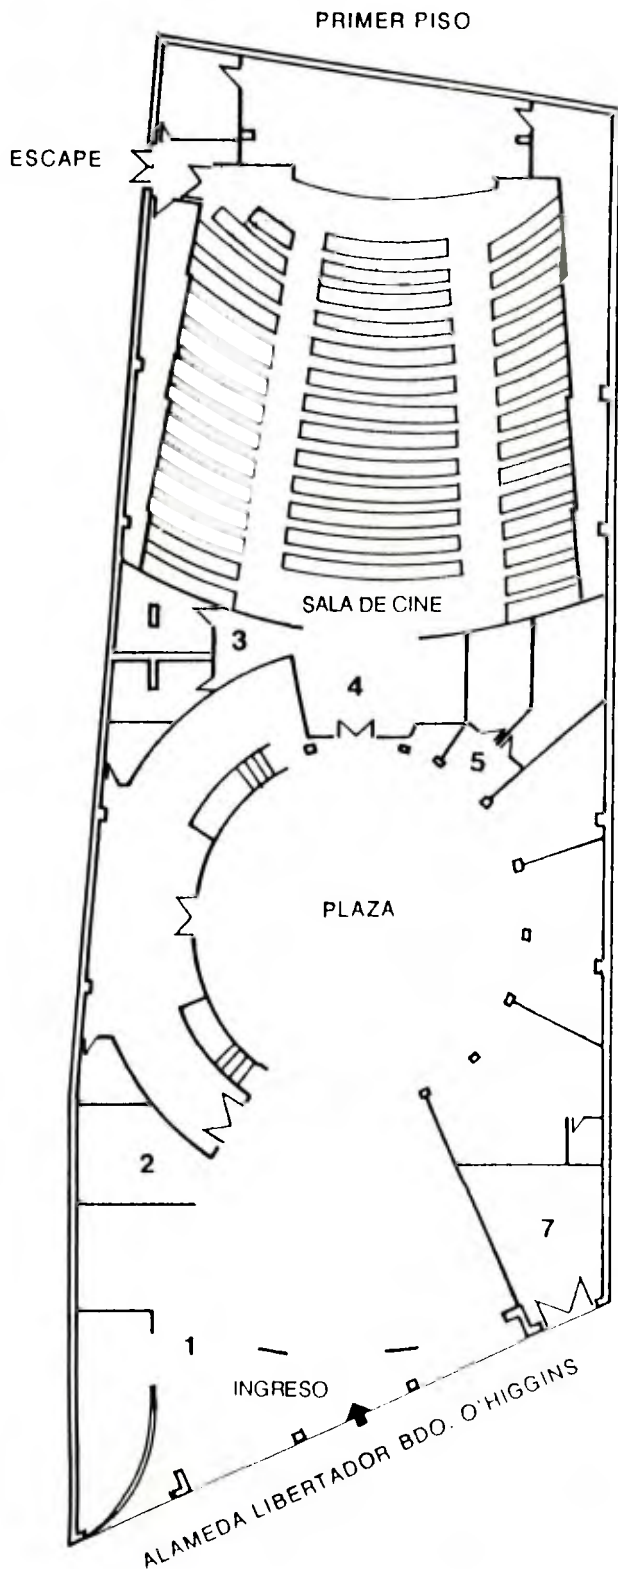 PRIMER PISO
ESCAPE
SALA DE CINE
3
4
5
PLAZA
2
7
1
INGRESO
ALAMEDA LIBERTADOR BDO. O'HIGGINS